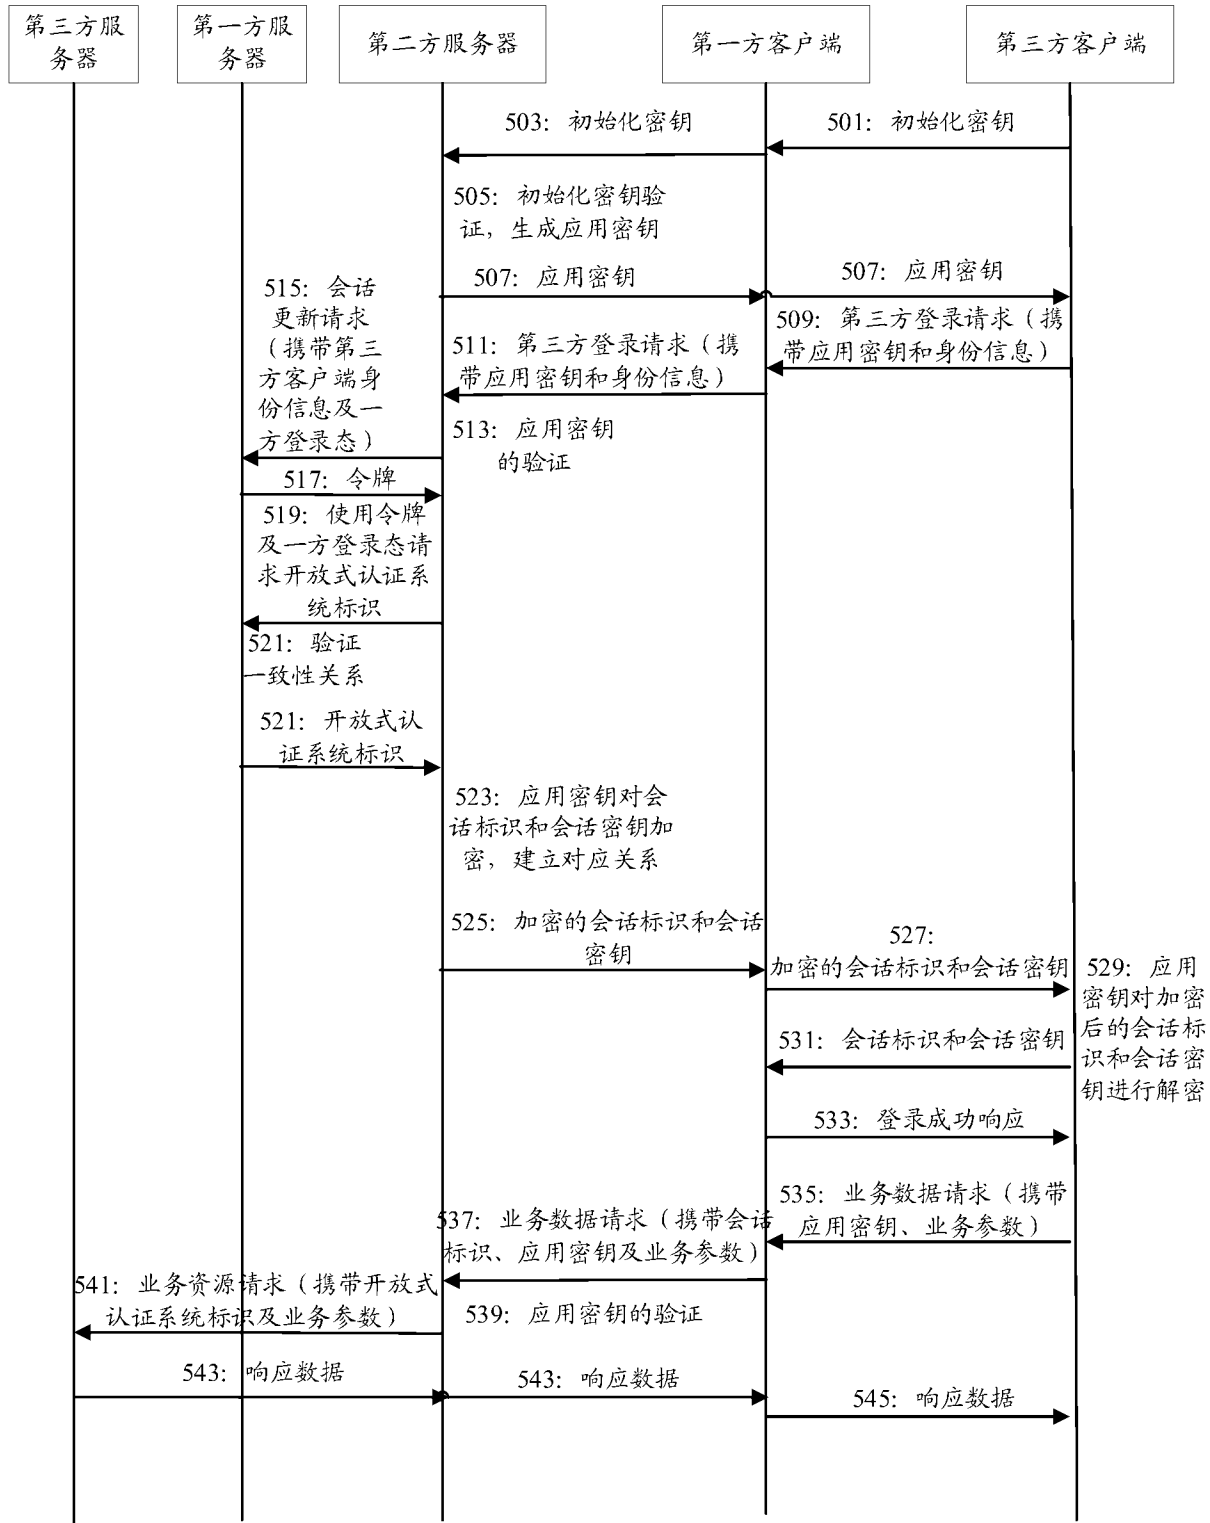 第三方服
务器
第一方服
务器
第二方服务器
第一方客户端
第三方客户端
503：初始化密钥
501：初始化密钥
505：初始化密钥验
证，生成应用密钥
507：应用密钥
507：应用密钥
515：会话
更新请求
（携带第三
方客户端身
份信息及一
方登录态）
511：第三方登录请求（携
带应用密钥和身份信息）
509：第三方登录请求（携
带应用密钥和身份信息）
513：应用密钥
的验证
517：令牌
519：使用令牌
及一方登录态请
求开放式认证系
统标识
521：验证
一致性关系
521：开放式认
证系统标识
523：应用密钥对会
话标识和会话密钥加
密，建立对应关系
525：加密的会话标识和会话
密钥
527：
加密的会话标识和会话密钥
529：应用
密钥对加密
后的会话标
识和会话密
钥进行解密
531：会话标识和会话密钥
533：登录成功响应
535：业务数据请求（携带
应用密钥、业务参数）
537：业务数据请求（携带会话
标识、应用密钥及业务参数）
541：业务资源请求（携带开放式
认证系统标识及业务参数）
539：应用密钥的验证
543：响应数据
543：响应数据
545：响应数据